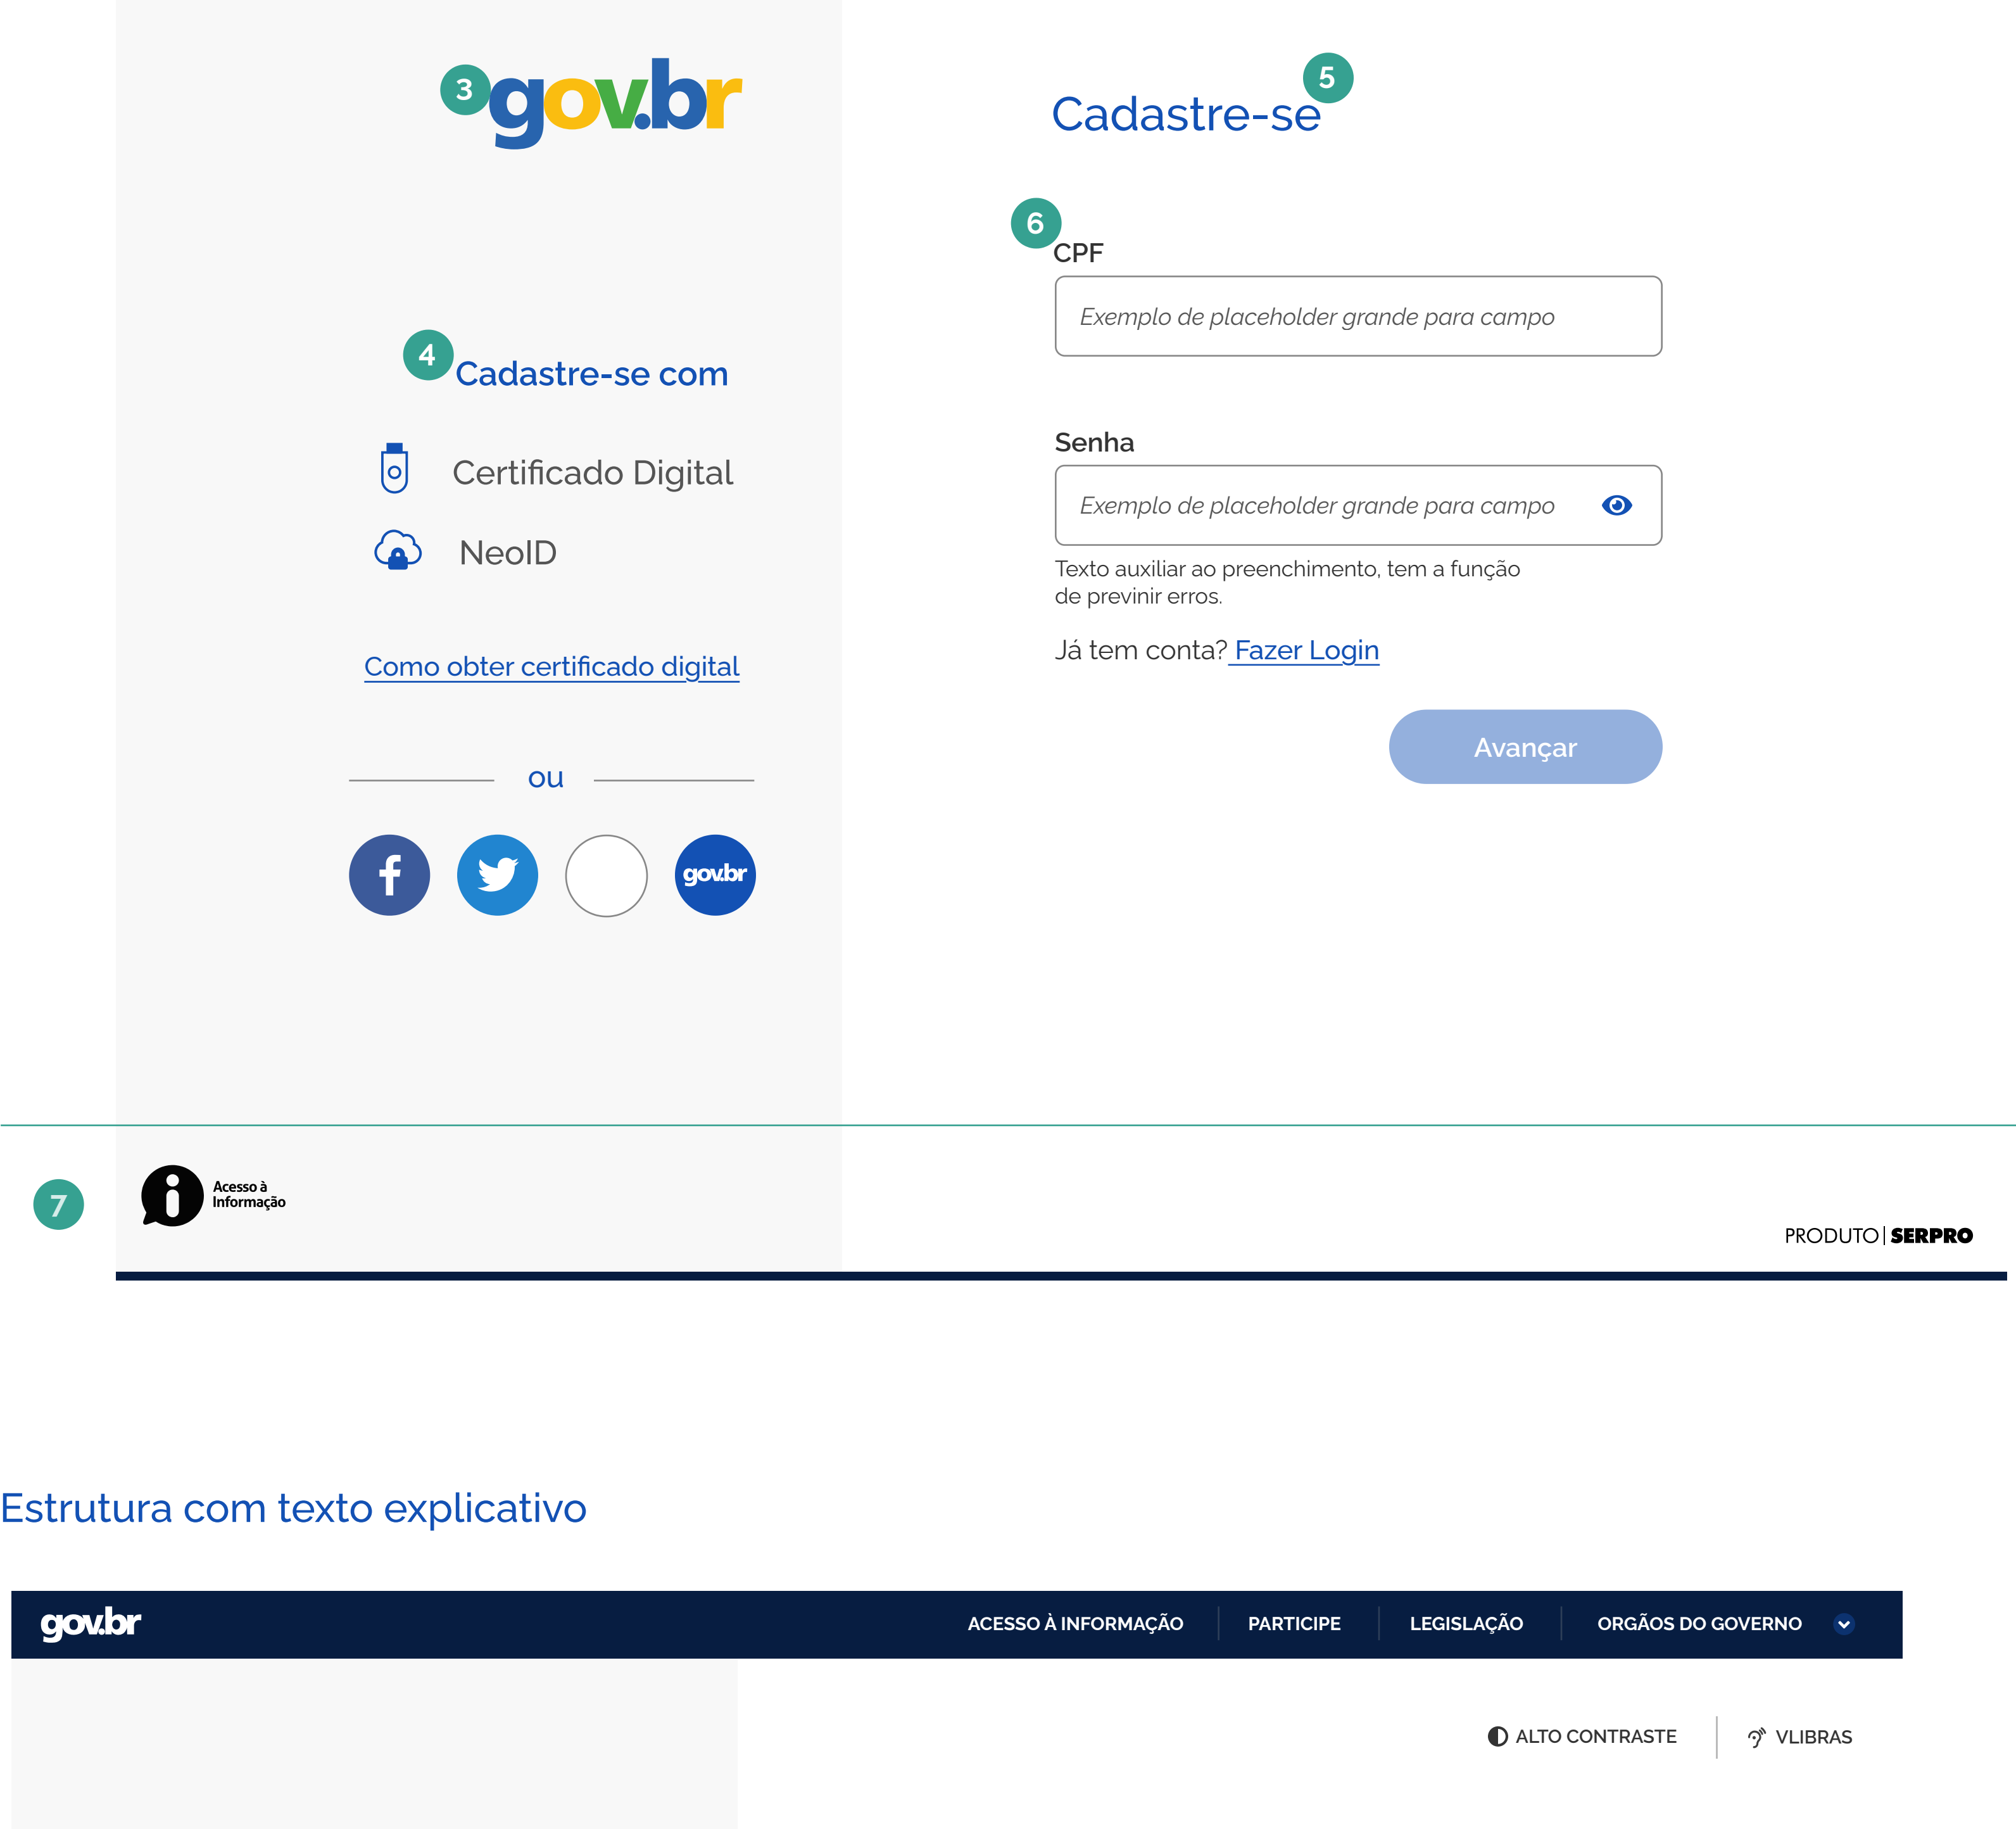 3
gov.br
4
Cadastre-se com
Certificado Digital
NeoID
Como obter certificado digital
ou
f
gov.br
5
Cadastre-se
6
CPF
Exemplo de placeholder grande para campo
Senha
Exemplo de placeholder grande para campo
Texto auxiliar ao preenchimento, tem a função
de previnir erros.
Já tem conta? Fazer Login
Avançar
7
i
Acesso à
Informação
PRODUTO | SERPRO
Estrutura com texto explicativo
gov.br
ACESSO À INFORMAÇÃO
PARTICIPE
LEGISLAÇÃO
ORGÃOS DO GOVERNO
ALTO CONTRASTE
VLIBRAS